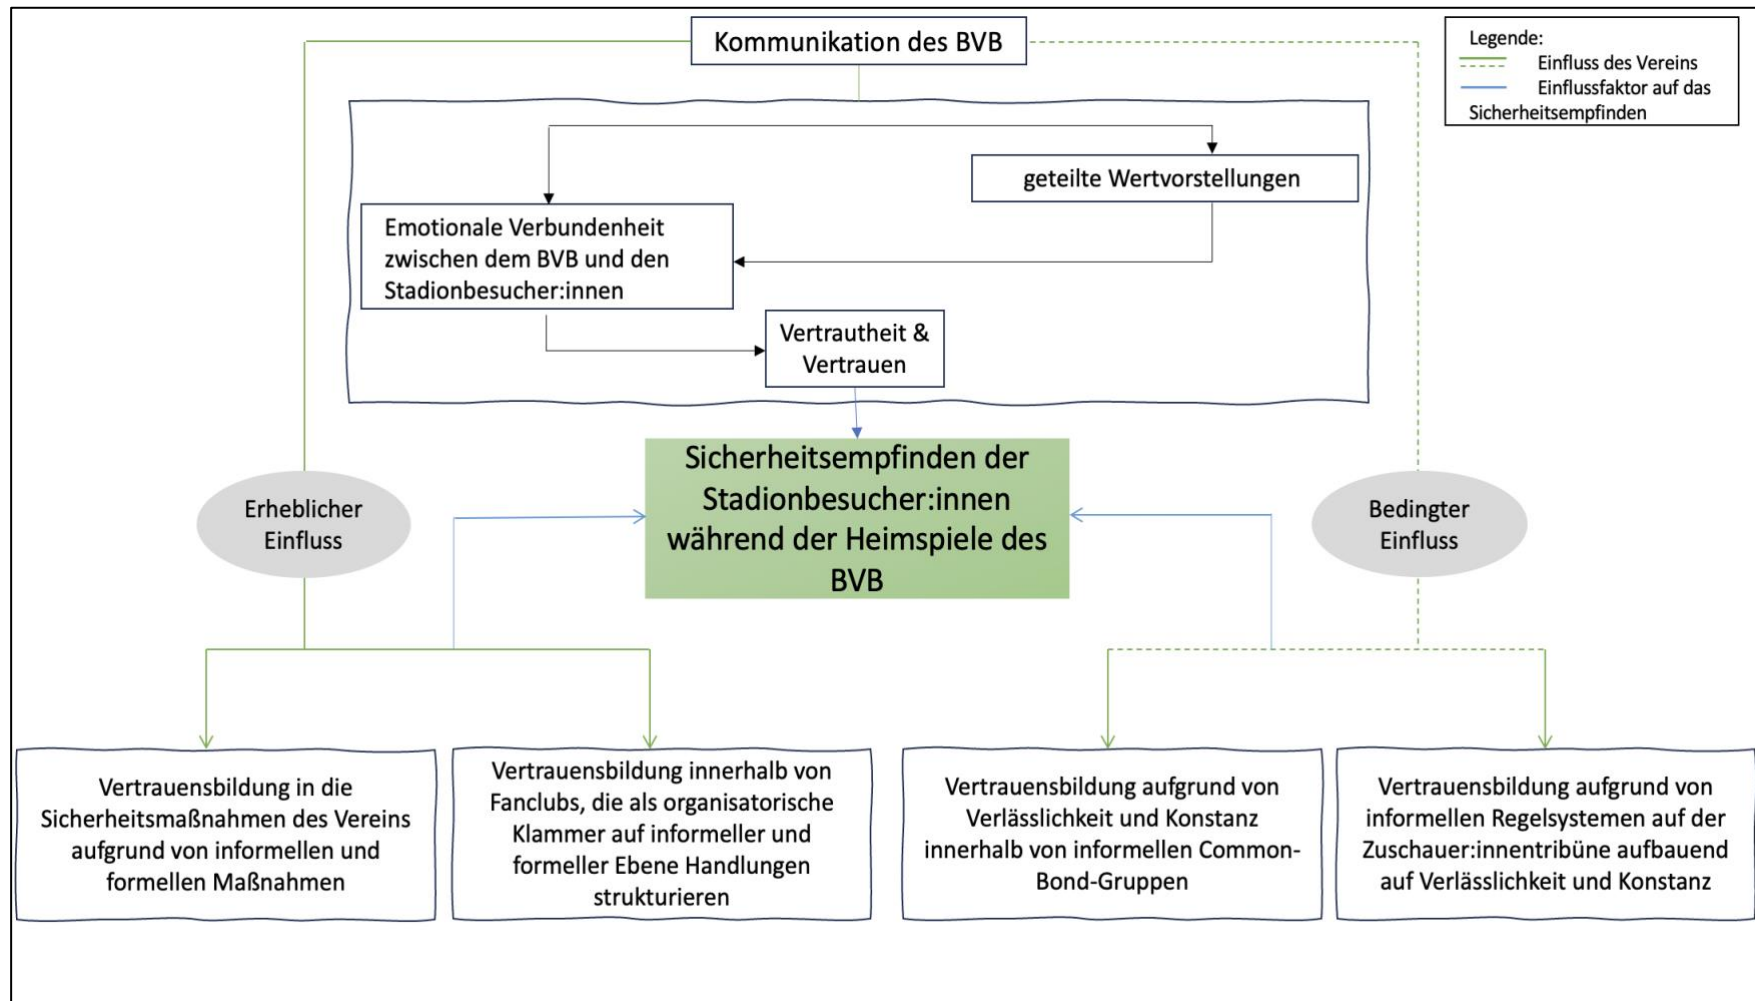 Kommunikation des BVB
Legende:
Einfluss des Vereins
Einflussfaktor auf das
Sicherheitsempfinden
geteilte Wertvorstellungen
Emotionale Verbundenheit
zwischen dem BVB und den
Stadionbesucher:innen
Vertrautheit &
Vertrauen
Sicherheitsempfinden der
Stadionbesucher:innen
während der Heimspiele des
BVB
Erheblicher
Einfluss
Bedingter
Einfluss
Vertrauensbildung in die
Sicherheitsmaßnahmen des Vereins
aufgrund von informellen und
formellen Maßnahmen
Vertrauensbildung innerhalb von
Fanclubs, die als organisatorische
Klammer auf informeller und
formeller Ebene Handlungen
strukturieren
Vertrauensbildung aufgrund von
Verlässlichkeit und Konstanz
innerhalb von informellen Common-
Bond-Gruppen
Vertrauensbildung aufgrund von
informellen Regelsystemen auf der
Zuschauer:innentribüne aufbauend
auf Verlässlichkeit und Konstanz